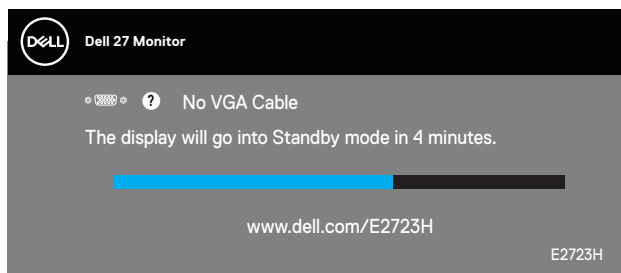 DELL
Dell 27 Monitor
? No VGA Cable
The display will go into Standby mode in 4 minutes.
www.dell.com/E2723H
E2723H